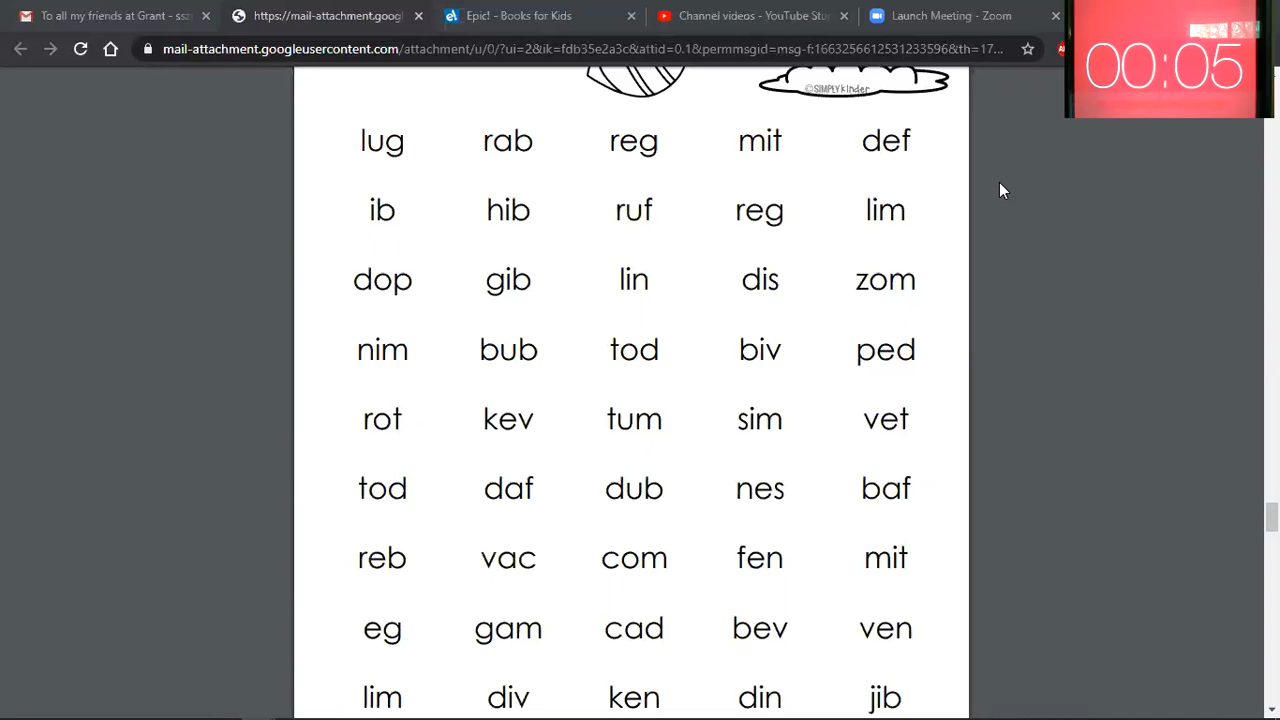 To all my friends at Grant - ssz
https://mail-attachment.goog
Epic! - Books for Kids
Channel videos - YouTube Stu
Launch Meeting - Zoom
mail-attachment.googleusercontent.com/attachment/u/0/?ui=2&ik=fdb35e2a3c&attid=0.1&permmsgid=msg-f:1663256612531233596&th=17...
00:05
©SIMPLYkinder
lug rab reg mit def
ib hib ruf reg lim
dop gib lin dis zom
nim bub tod biv ped
rot kev tum sim vet
tod daf dub nes baf
reb vac com fen mit
eg gam cad bev ven
lim div ken din jib